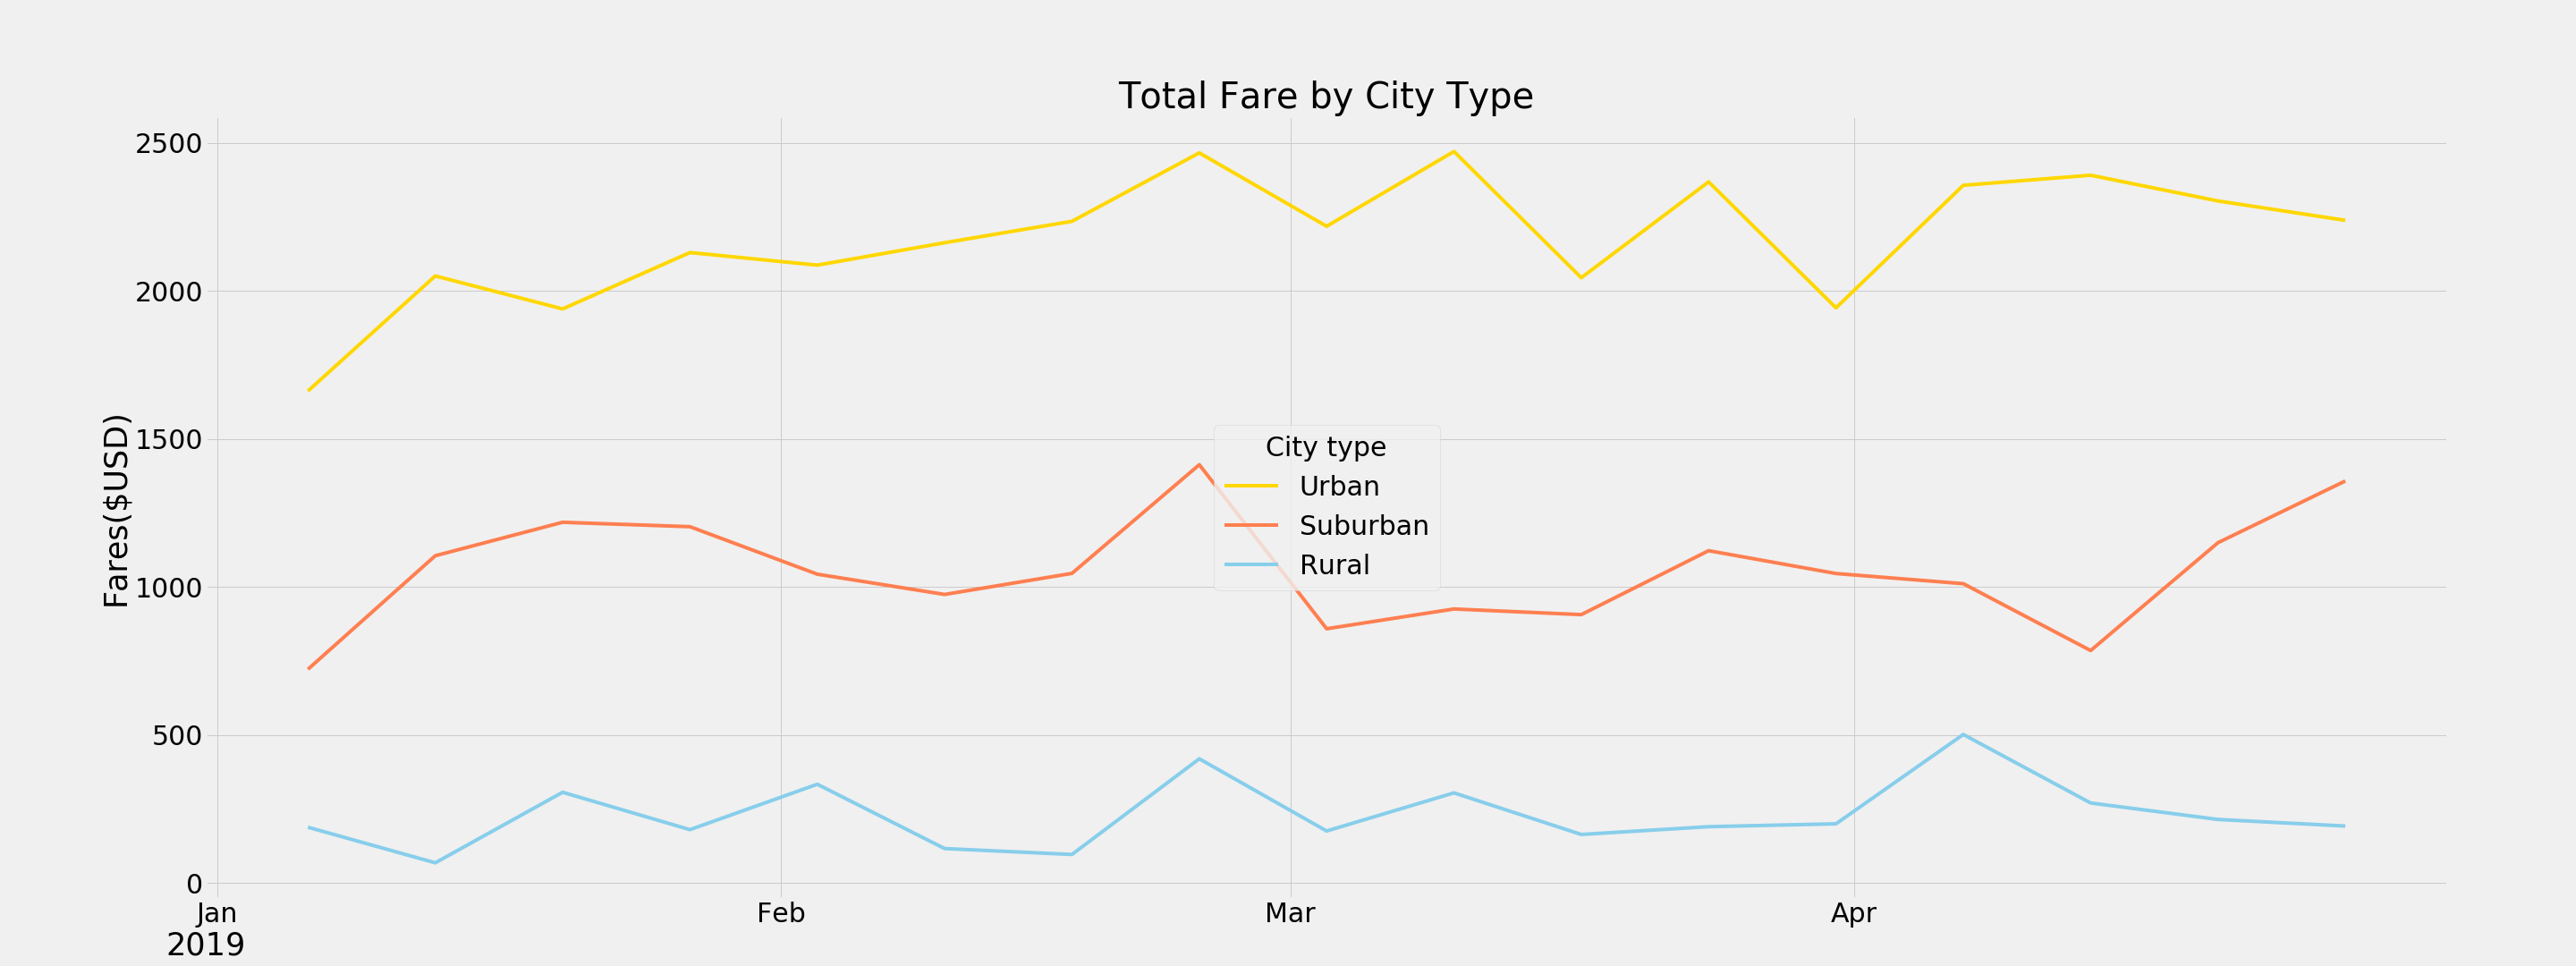 Total Fare by City Type
Fares($USD)
2500
2000
1500
1000
500
0
City type
Urban
Suburban
Rural
Jan
Feb
Mar
Apr
2019